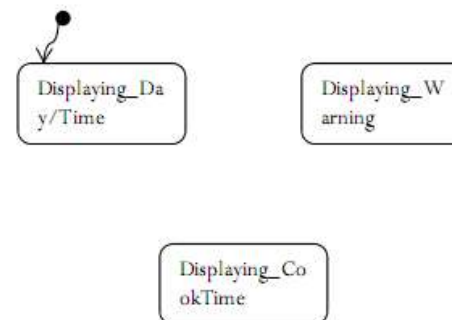 Displaying_Da
y/Time
Displaying_W
arning
Displaying_Co
okTime